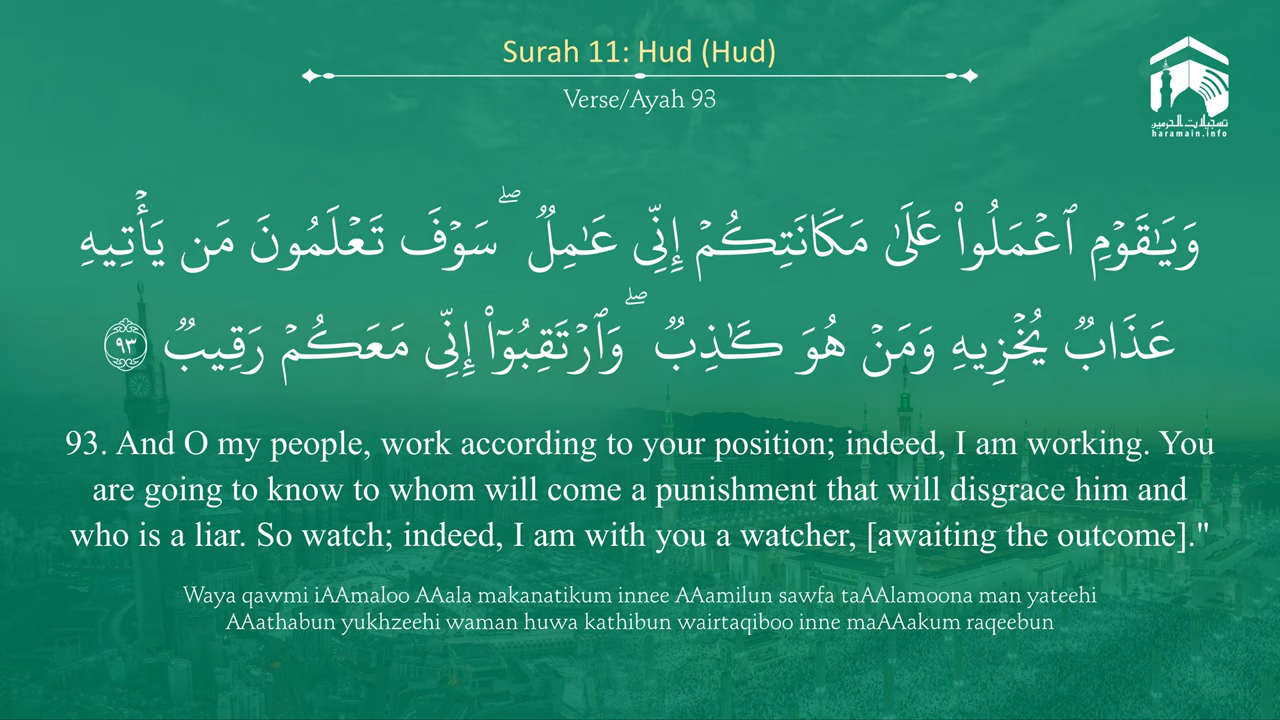 Surah 11: Hud (Hud)
Verse/Ayah 93
تسجيلات الحرمين
haramain.info
وَيَـٰقَوْمِ ٱعْمَلُوا۟ عَلَىٰ مَكَانَتِكُمْ إِنِّى عَـٰمِلٌ ۖ سَوْفَ تَعْلَمُونَ مَن يَأْتِيهِ
عَذَابٌ يُخْزِيهِ وَمَنْ هُوَ كَـٰذِبٌ ۖ وَٱرْتَقِبُوٓا۟ إِنِّى مَعَكُمْ رَقِيبٌ ٩٣
93. And O my people, work according to your position; indeed, I am working. You
are going to know to whom will come a punishment that will disgrace him and
who is a liar. So watch; indeed, I am with you a watcher, [awaiting the outcome]."
Waya qawmi iAAmaloo AAala makanatikum innee AAamilun sawfa taAAlamoona man yateehi
AAathabun yukhzeehi waman huwa kathibun wairtaqiboo inne maAAakum raqeebun